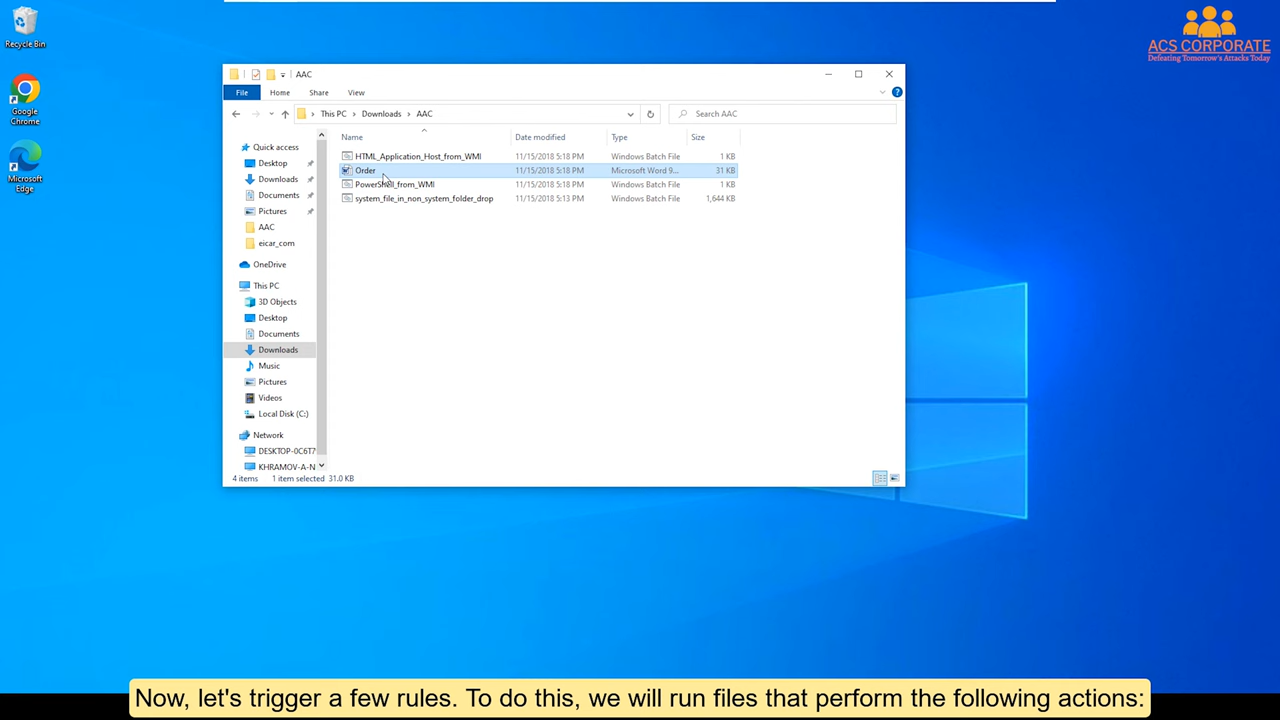 Recycle Bin
Google
Chrome
Microsoft
Edge
ACS CORPORATE
Defeating Tomorrow's Attacks Today
AAC
File Home Share View
This PC Downloads AAC
Search AAC
Name Date modified Type Size
HTML_Application_Host_from_WMI 11/15/2018 5:18 PM Windows Batch File 1 KB
Order 11/15/2018 5:18 PM Microsoft Word 9... 31 KB
PowerShell_from_WMI 11/15/2018 5:18 PM Windows Batch File 1 KB
system_file_in_non_system_folder_drop 11/15/2018 5:13 PM Windows Batch File 1,644 KB
Quick access
Desktop
Downloads
Documents
Pictures
AAC
eicar_com
OneDrive
This PC
3D Objects
Desktop
Documents
Downloads
Music
Pictures
Videos
Local Disk (C:)
Network
DESKTOP-0C6T7
KHRAMOV-A-N
4 items 1 item selected 31.0 KB
Now, let's trigger a few rules. To do this, we will run files that perform the following actions: